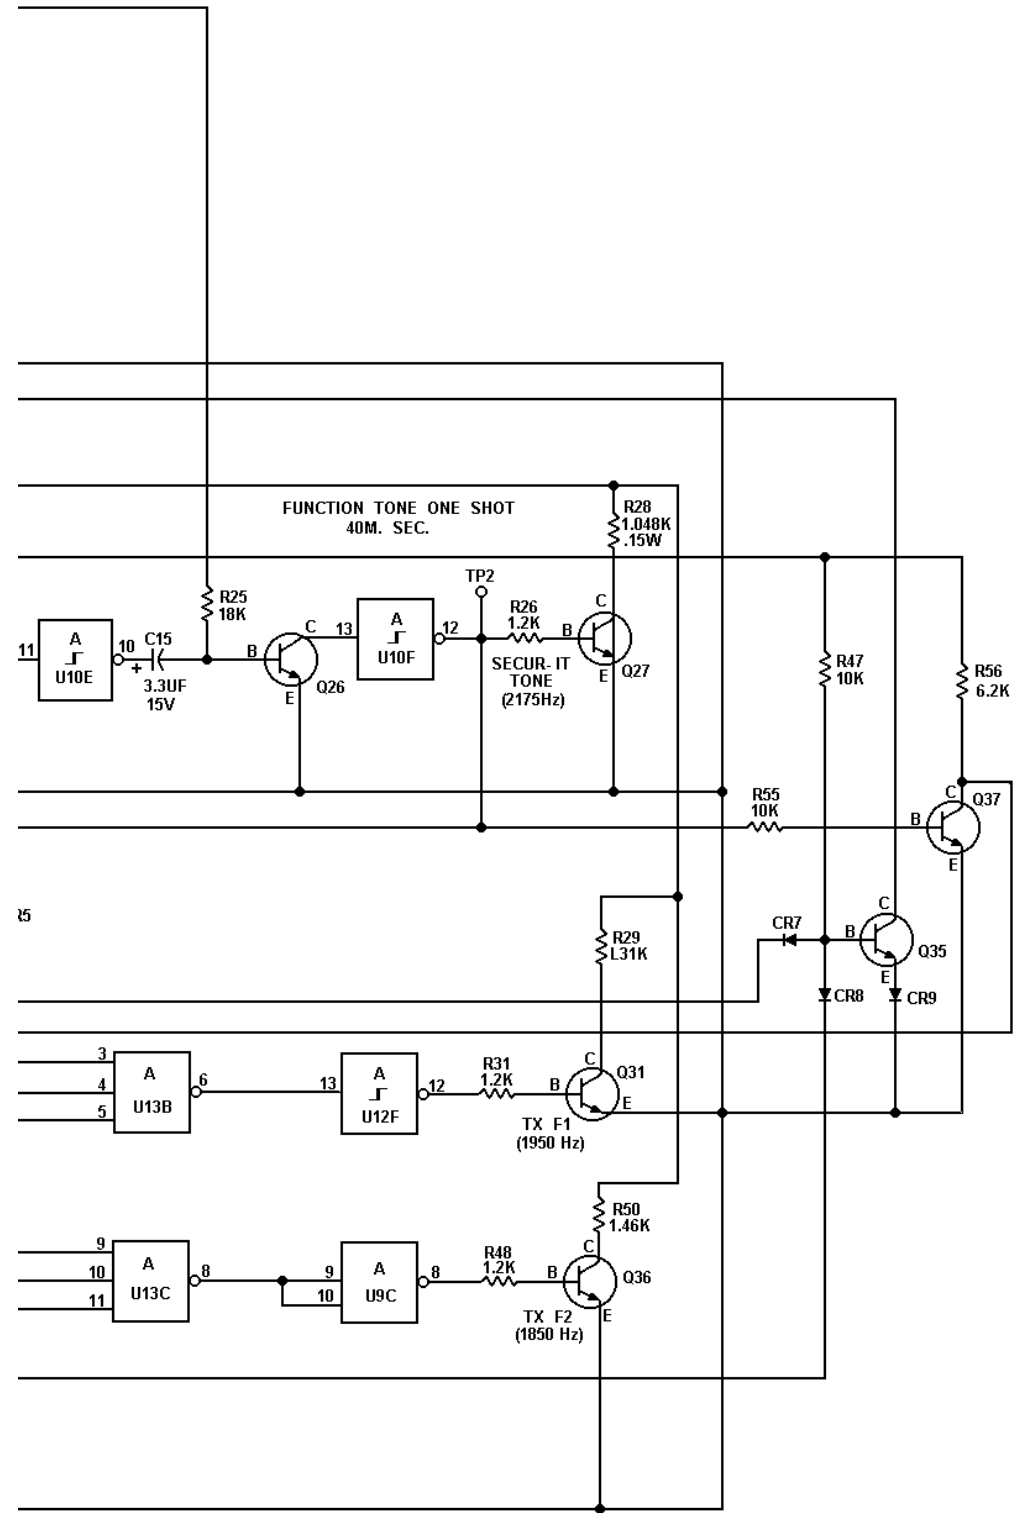 FUNCTION TONE ONE SHOT
40M. SEC.
R28
1.048K
.15W
TP2
R25
18K
11
A
U10E
10
C15
+
3.3UF
15V
B
C
E
Q26
13
A
U10F
12
R26
1.2K
B
C
E
Q27
SECUR-IT
TONE
(2175Hz)
R47
10K
R56
6.2K
R55
10K
B
C
E
Q37
R5
R29
L31K
CR7
B
C
E
Q35
CR8
CR9
3
4
5
A
U13B
6
13
A
U12F
12
R31
1.2K
B
C
E
Q31
TX F1
(1950 Hz)
R50
1.46K
9
10
11
A
U13C
8
9
10
A
U9C
8
R48
1.2K
B
C
E
Q36
TX F2
(1850 Hz)